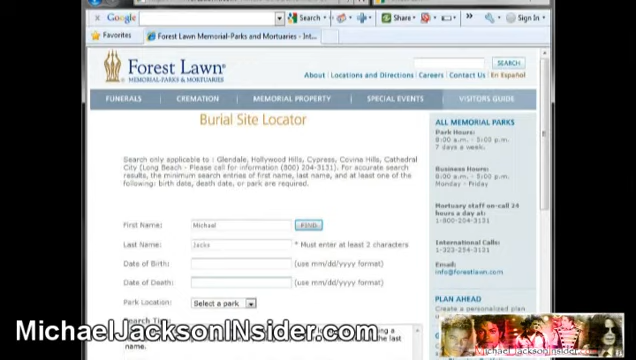 Google
Search
Share
Sign In
Favorites
Forest Lawn Memorial-Parks and Mortuaries - Int...
Forest Lawn®
MEMORIAL-PARKS & MORTUARIES
SEARCH
About | Locations and Directions | Careers | Contact Us | En Español
FUNERALS | CREMATION | MEMORIAL PROPERTY | SPECIAL EVENTS | VISITORS GUIDE
Burial Site Locator
Search only applicable to : Glendale, Hollywood Hills, Cypress, Covina Hills, Cathedral
City (Long Beach - Please call for information (800) 204-3131). For accurate search
results, the minimum search entries of first name, last name, and at least one of the
following: birth date, death date, or park are required.
First Name: Michael FIND
Last Name: Jacks * Must enter at least 2 characters
Date of Birth: (use mm/dd/yyyy format)
Date of Death: (use mm/dd/yyyy format)
Park Location: Select a park
Search
name.
ALL MEMORIAL PARKS
Park Hours:
8:00 a.m. - 5:00 p.m.
7 days a week.
Business Hours:
8:00 a.m. - 5:00 p.m.
Monday - Friday
Mortuary staff on-call 24
hours a day at:
1-800-204-3131
International Calls:
1-323-254-3131
Email:
info@forestlawn.com
PLAN AHEAD
Create a personalized plan
MichaelJacksonINsider.com
Michael JacksonInsider.com